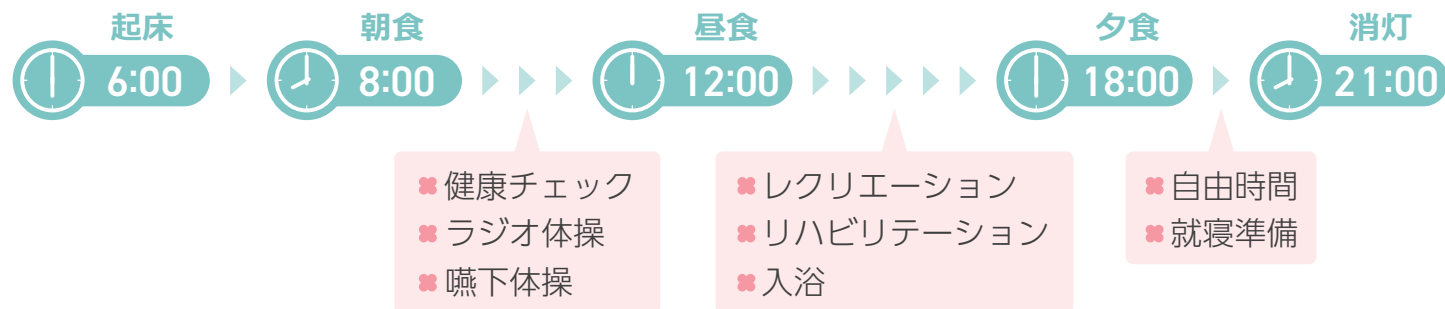 起床 朝食 昼食 夕食 消灯
6:00 8:00 12:00 18:00 21:00
健康チェック
ラジオ体操
嚥下体操
レクリエーション
リハビリテーション
入浴
自由時間
就寝準備